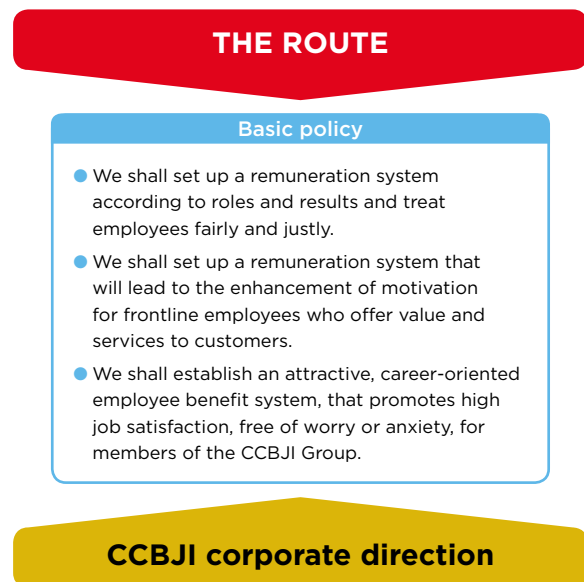 THE ROUTE
Basic policy
● We shall set up a remuneration system
according to roles and results and treat
employees fairly and justly.
● We shall set up a remuneration system that
will lead to the enhancement of motivation
for frontline employees who offer value and
services to customers.
● We shall establish an attractive, career-oriented
employee benefit system, that promotes high
job satisfaction, free of worry or anxiety, for
members of the CCBJI Group.
CCBJI corporate direction